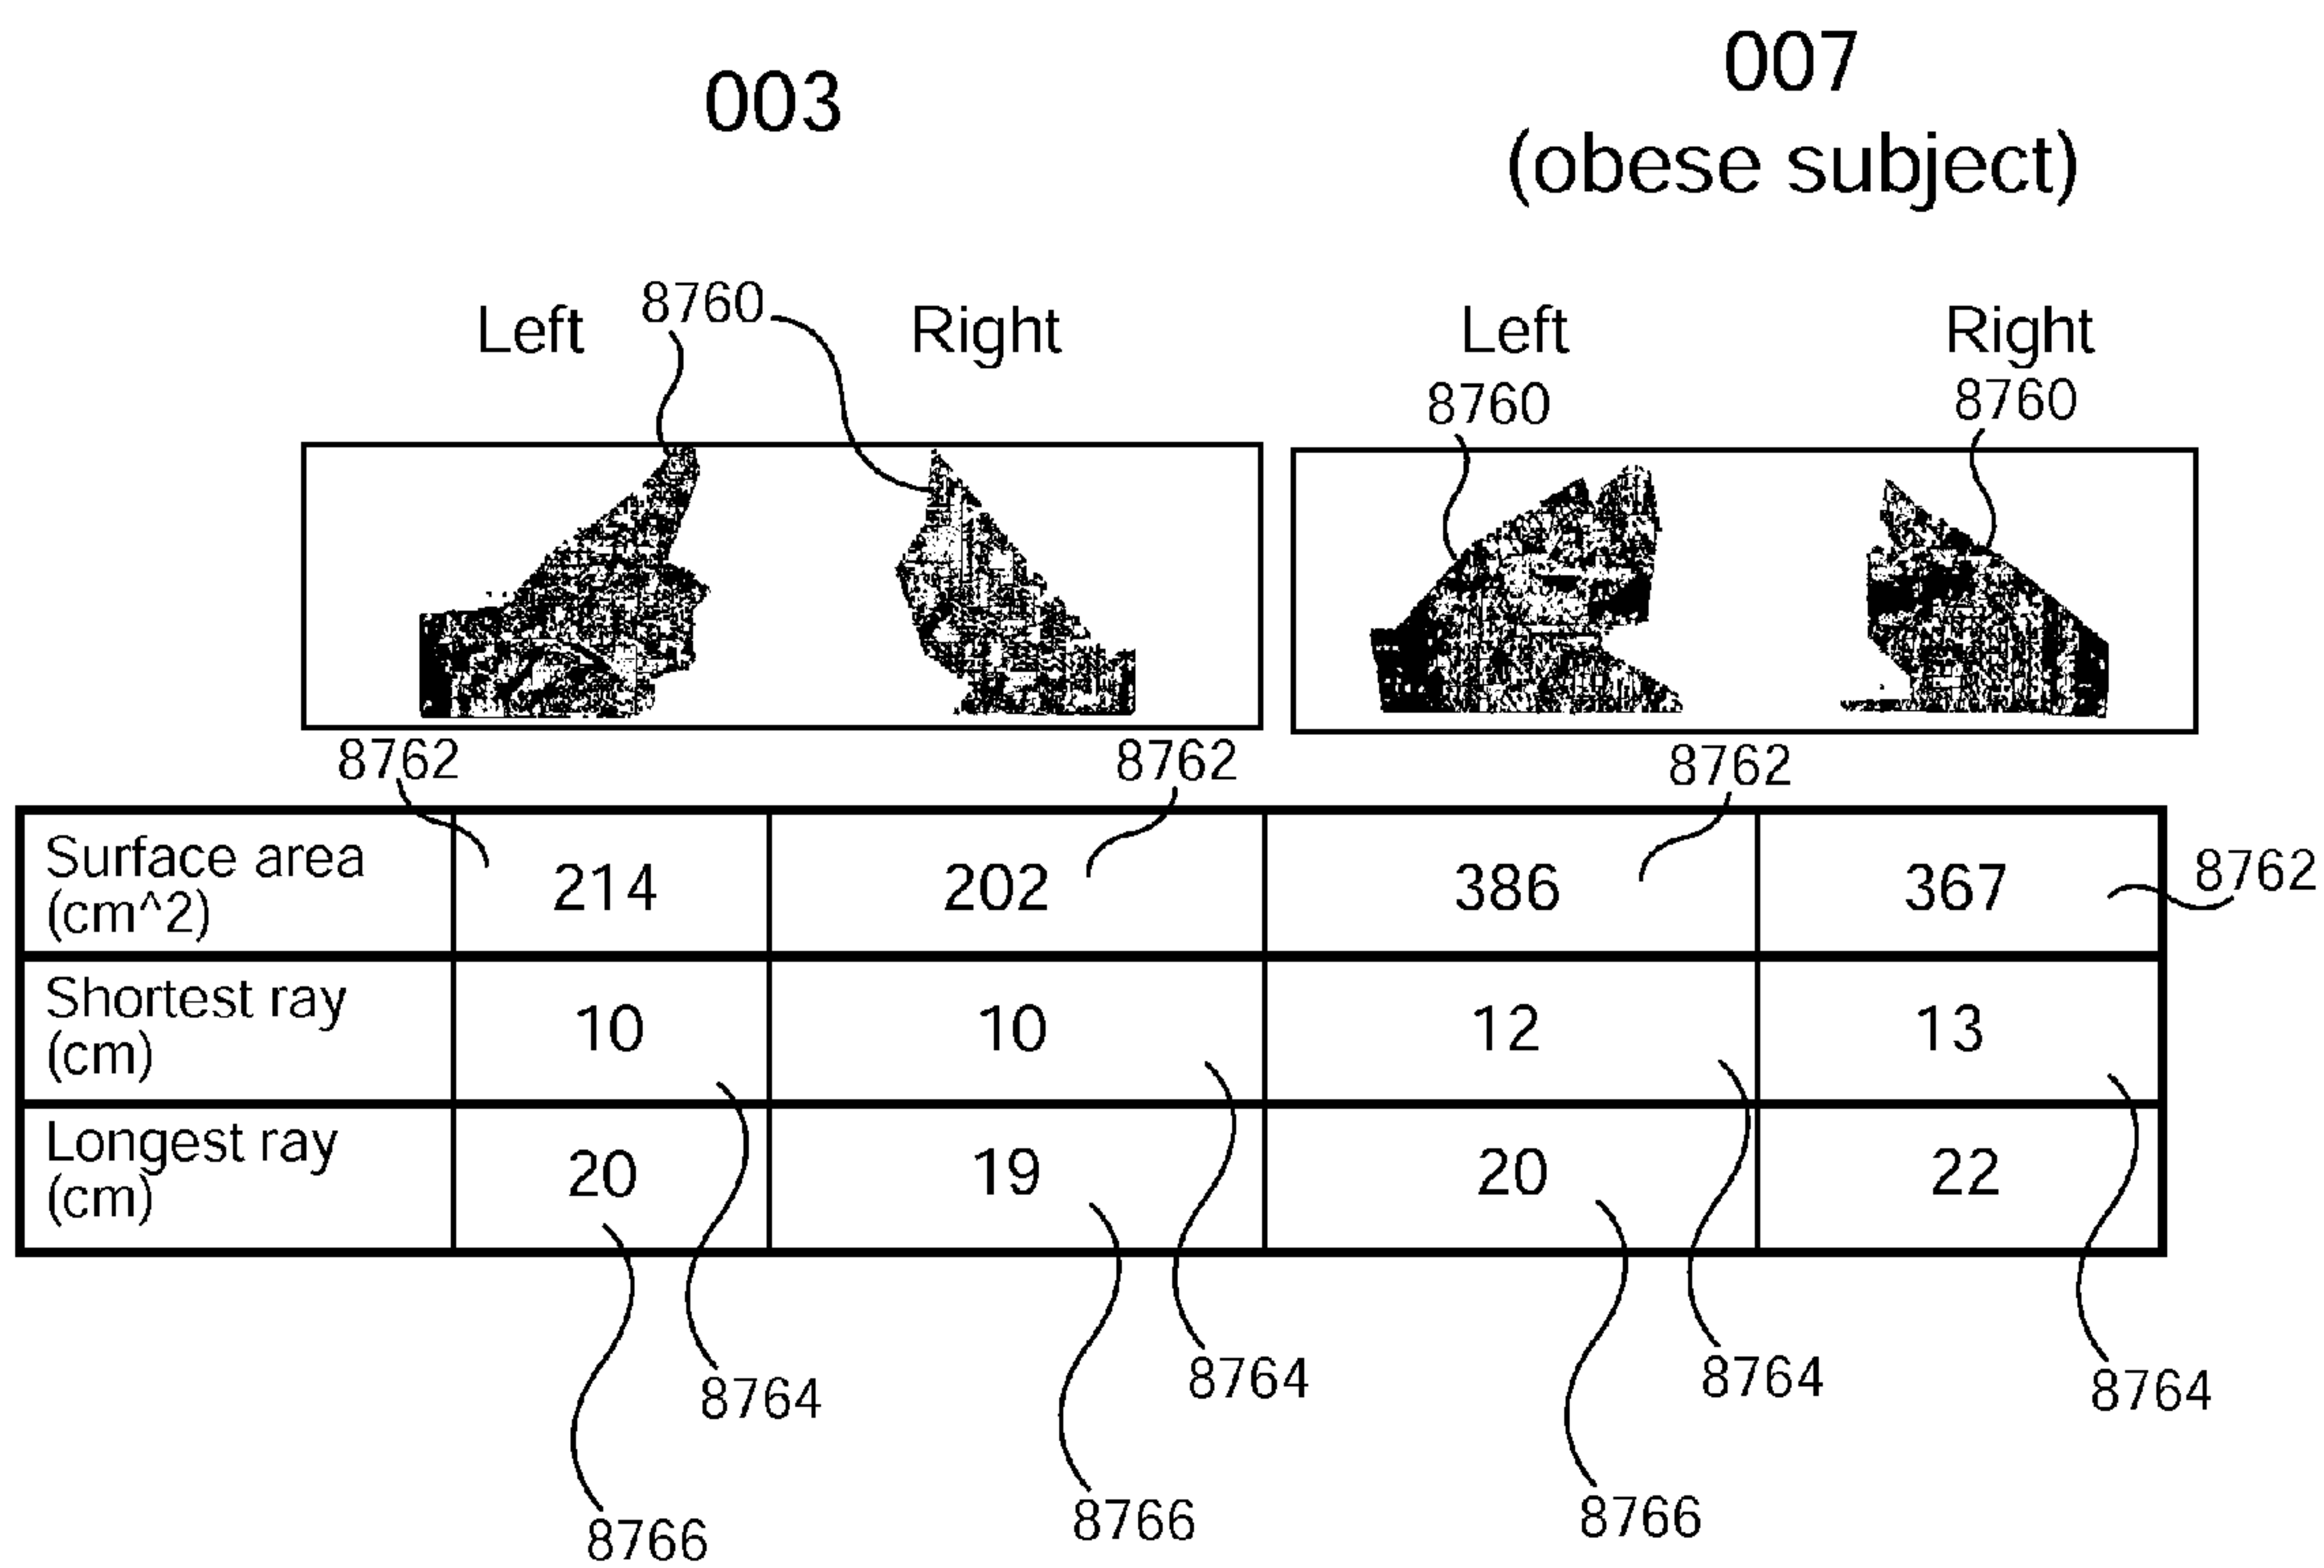 003
007
(obese subject)
Left
8760
Right
Left
Right
8760
8760
8762
8762
8762
Surface area
(cm^2)
214
202
386
367
8762
Shortest ray
(cm)
10
10
12
13
Longest ray
(cm)
20
19
20
22
8764
8764
8764
8764
8766
8766
8766